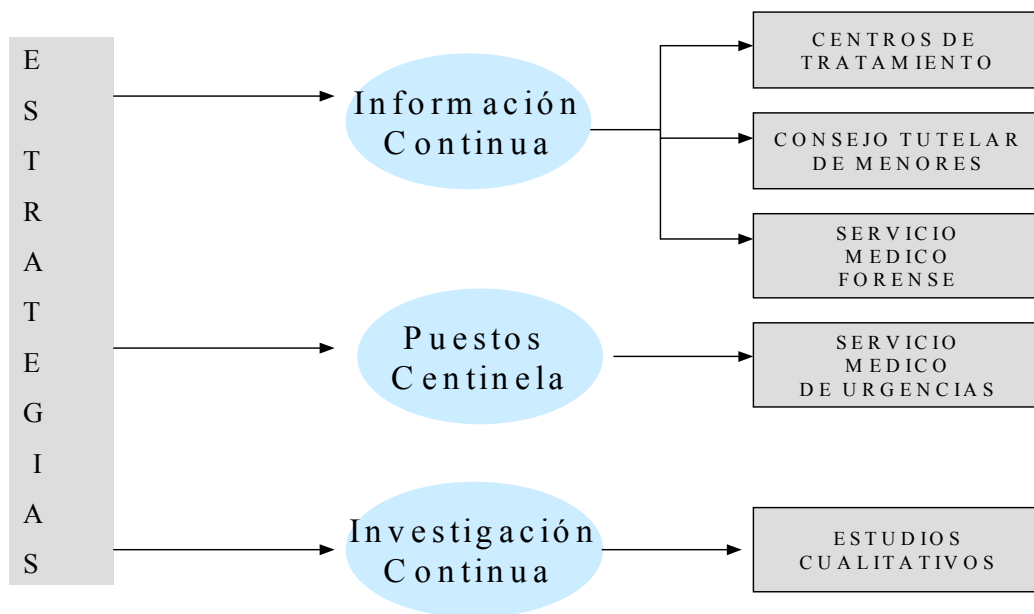 ESTRATEGIAS
Información
Continua
CENTROS DE
TRATAMIENTO
CONSEJO TUTELAR
DE MENORES
SERVICIO
MEDICO
FORENSE
Puestos
Centinela
SERVICIO
MEDICO
DE URGENCIAS
Investigación
Continua
ESTUDIOS
CUALITATIVOS